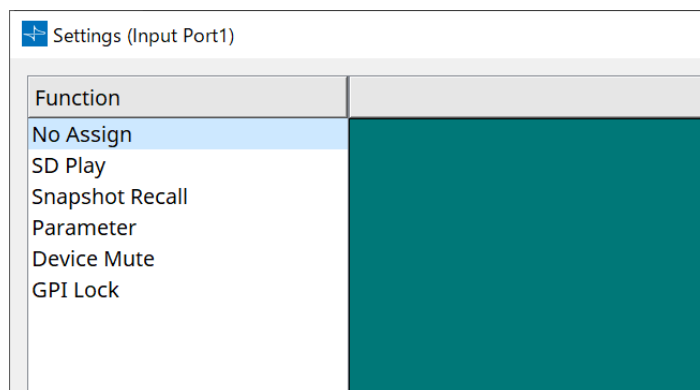 Settings (Input Port1)
Function
No Assign
SD Play
Snapshot Recall
Parameter
Device Mute
GPI Lock